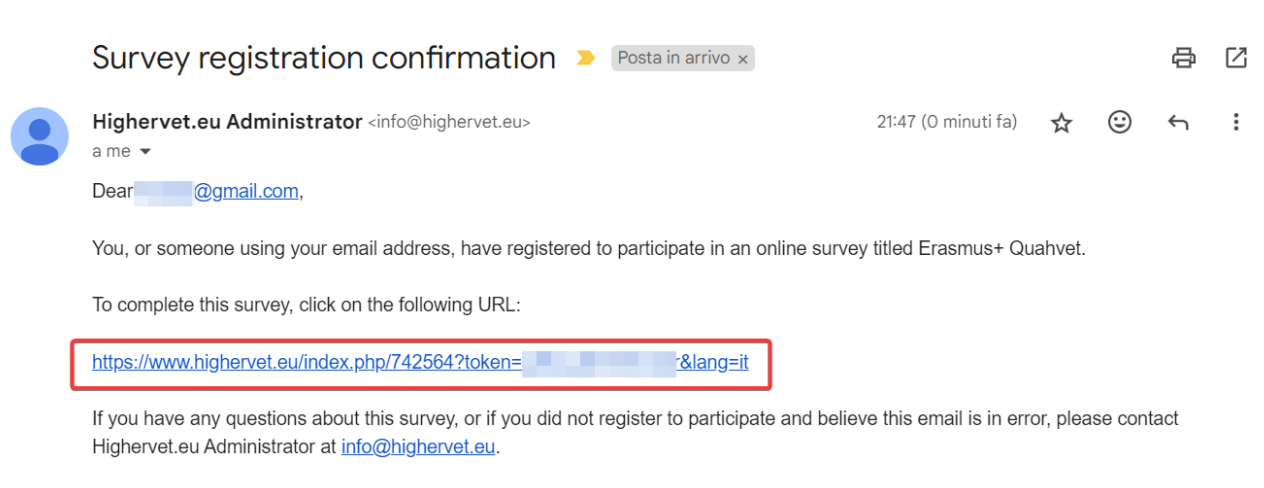 Survey registration confirmation Posta in arrivo ×
Highervet.eu Administrator <info@highervet.eu> 21:47 (0 minuti fa)
a me
Dear @gmail.com,
You, or someone using your email address, have registered to participate in an online survey titled Erasmus+ Quahvet.
To complete this survey, click on the following URL:
https://www.highervet.eu/index.php/742564?token= r&lang=it
If you have any questions about this survey, or if you did not register to participate and believe this email is in error, please contact
Highervet.eu Administrator at info@highervet.eu.